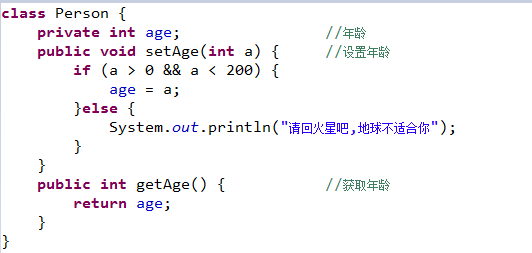 class Person {
    private int age;                //年龄
    public void setAge(int a) {     //设置年龄
        if (a > 0 && a < 200) {
            age = a;
        }else {
            System.out.println("请回火星吧,地球不适合你");
        }
    }
    public int getAge() {           //获取年龄
        return age;
    }
}